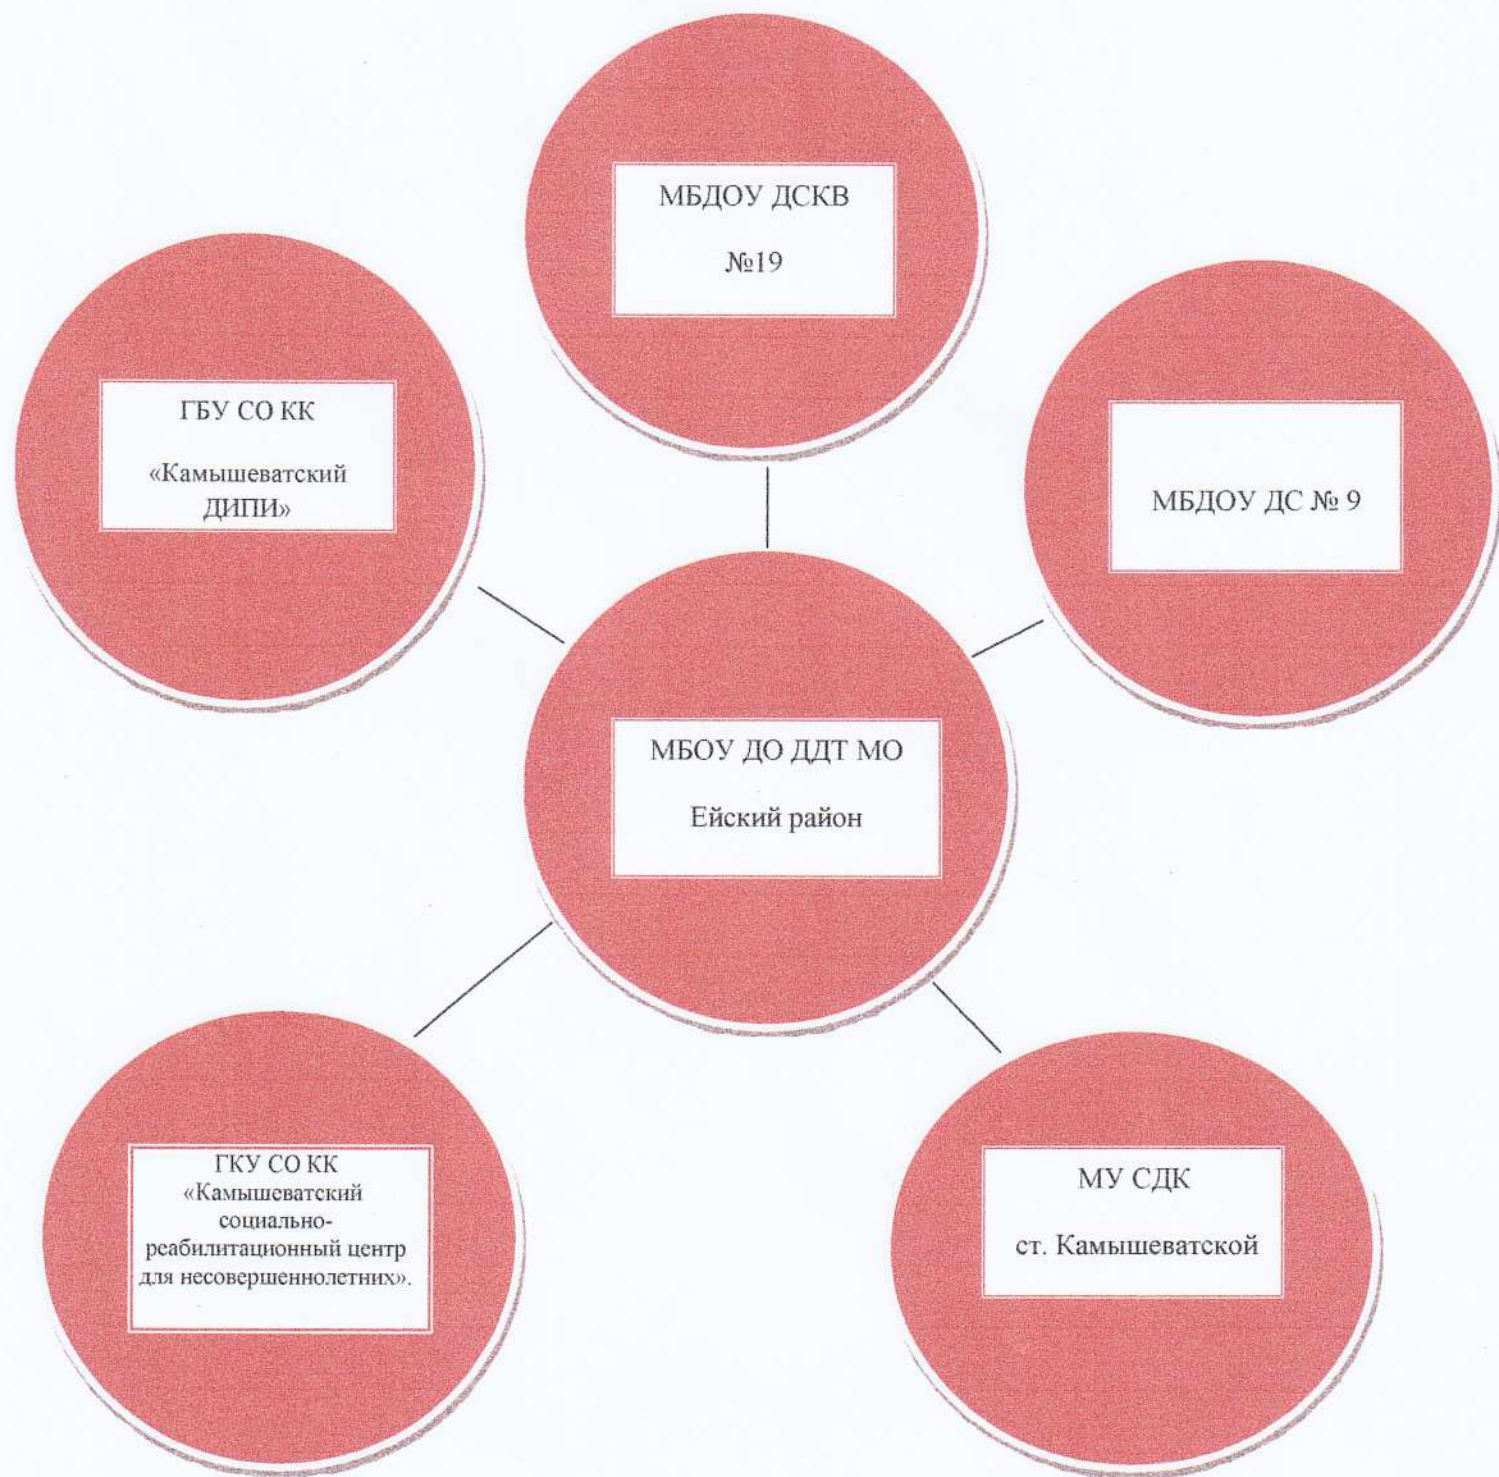 МБДОУ ДСКВ
№19
ГБУ СО КК
«Камышеватский
ДИПИ»
МБДОУ ДС № 9
МБОУ ДО ДДТ МО
Ейский район
ГКУ СО КК
«Камышеватский
социально-
реабилитационный центр
для несовершеннолетних».
МУ СДК
ст. Камышеватской